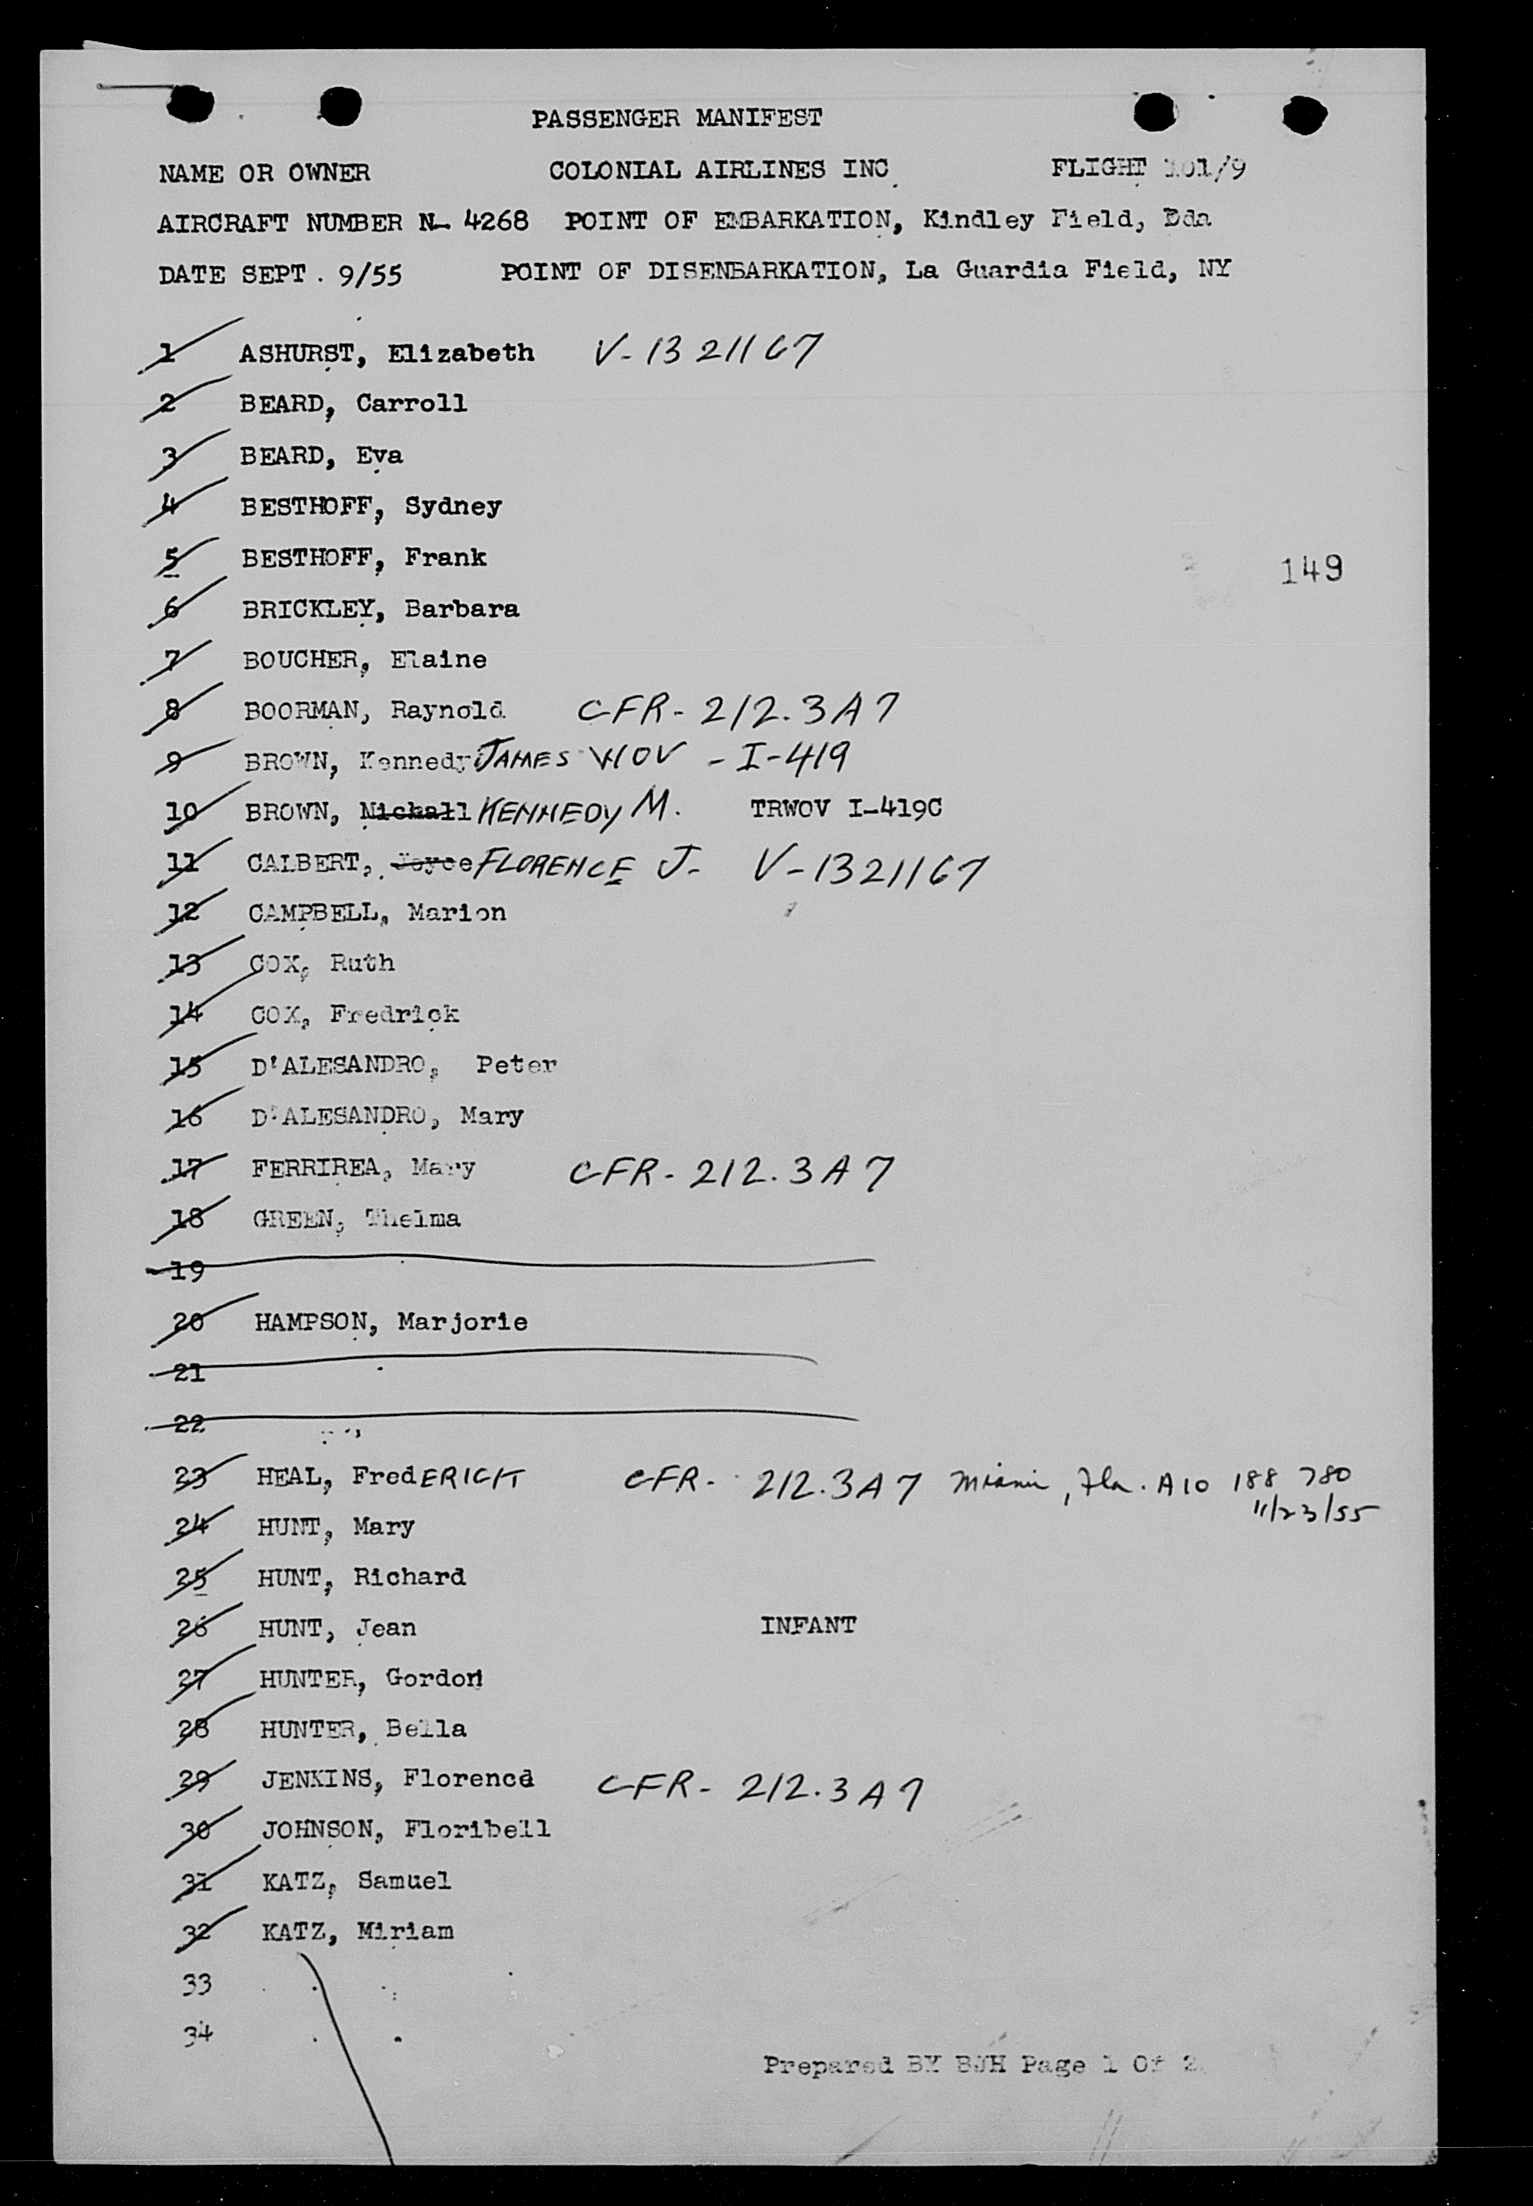 PASSENGER MANIFEST
NAME OR OWNER COLONIAL AIRLINES INC FLIGHT 101/9
AIRCRAFT NUMBER N- 4268 POINT OF EMBARKATION, Kindley Field, Bda
DATE SEPT. 9/55 POINT OF DISEMBARKATION, La Guardia Field, NY
1 ASHURST, Elizabeth V-1321167
2 BEARD, Carroll
3 BEARD, Eva
4 BESTHOFF, Sydney
5 BESTHOFF, Frank
149
6 BRICKLEY, Barbara
7 BOUCHER, Elaine
8 BOORMAN, Raynold CFR-212.3A7
9 BROWN, Kennedy JAMES WOV - I-419
10 BROWN, KENNEDY M. TRWOV I-419C
11 CALBERT, Joyce FLORENCE J- V-1321167
12 CAMPBELL, Marion
13 COX, Ruth
14 COX, Fredrick
15 D'ALESANDRO, Peter
16 D'ALESANDRO, Mary
17 FERRIREA, Mary CFR-212.3A7
18 GREEN, Thelma
19
20 HAMPSON, Marjorie
21
22
23 HEAL, FredERICK CFR- 212.3A7 Miami, Fla. A10 188 780
11/23/55
24 HUNT, Mary
25 HUNT, Richard
26 HUNT, Jean INFANT
27 HUNTER, Gordon
28 HUNTER, Bella
29 JENKINS, Florence CFR- 212.3A7
30 JOHNSON, Floribell
31 KATZ, Samuel
32 KATZ, Miriam
33
34
Prepared BY BJH Page 1 Of 2